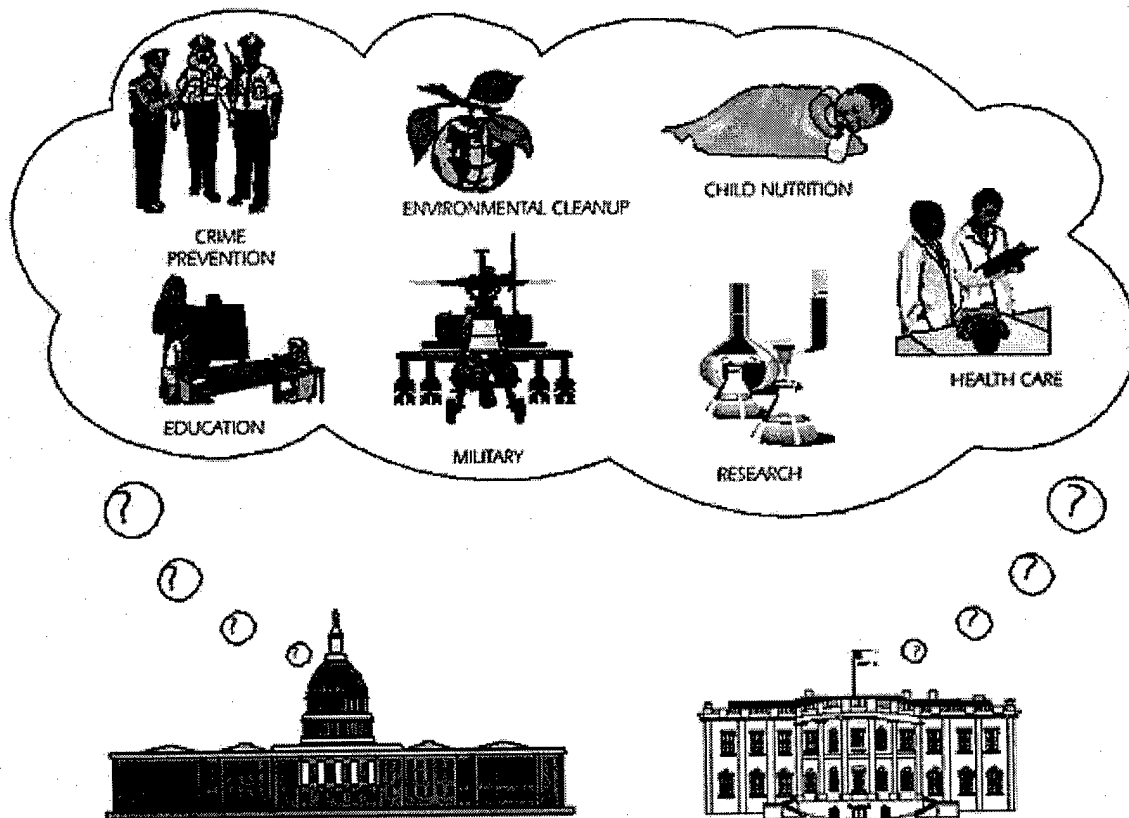 CRIME
PREVENTION
ENVIRONMENTAL CLEANUP
CHILD NUTRITION
HEALTH CARE
EDUCATION
MILITARY
RESEARCH
?
?
?
?
?
?
?
?